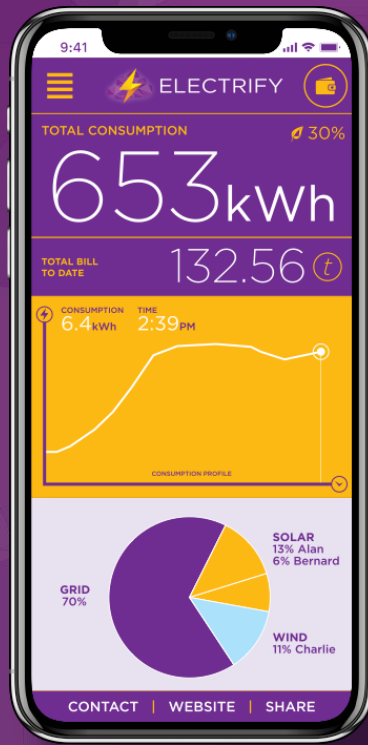 9:41
ELECTRIFY
TOTAL CONSUMPTION
30%
653kWh
TOTAL BILL
TO DATE
132.56 t
CONSUMPTION TIME
6.4kWh 2:39PM
CONSUMPTION PROFILE
SOLAR
13% Alan
6% Bernard
GRID
70%
WIND
11% Charlie
CONTACT | WEBSITE | SHARE